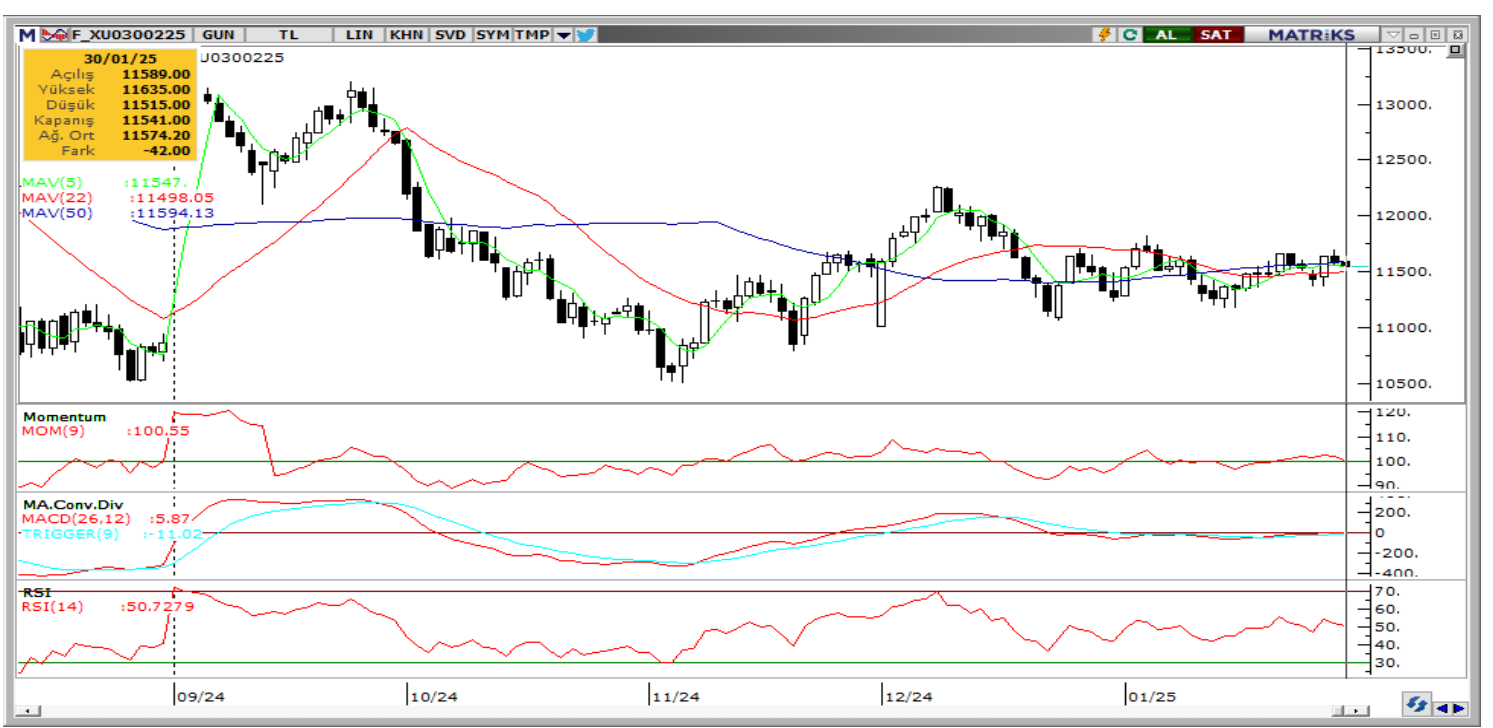 M F_XU0300225 GUN TL LIN KHN SVD SYM TMP AL SAT MATRIKS
30/01/25
Açılış 11589.00
Yüksek 11635.00
Düşük 11515.00
Kapanış 11541.00
Ağ. Ort 11574.20
Fark -42.00
U0300225
MAV(5) :11547.
MAV(22) :11498.05
MAV(50) :11594.13
13500.
13000.
12500.
12000.
11500.
11000.
10500.
Momentum
MOM(9) :100.55
120.
110.
100.
90.
MA.Conv.Div
MACD(26,12) :5.87
TRIGGER(9) :-11.02
200.
0
-200.
-400.
RSI
RSI(14) :50.7279
70.
60.
50.
40.
30.
09/24 10/24 11/24 12/24 01/25